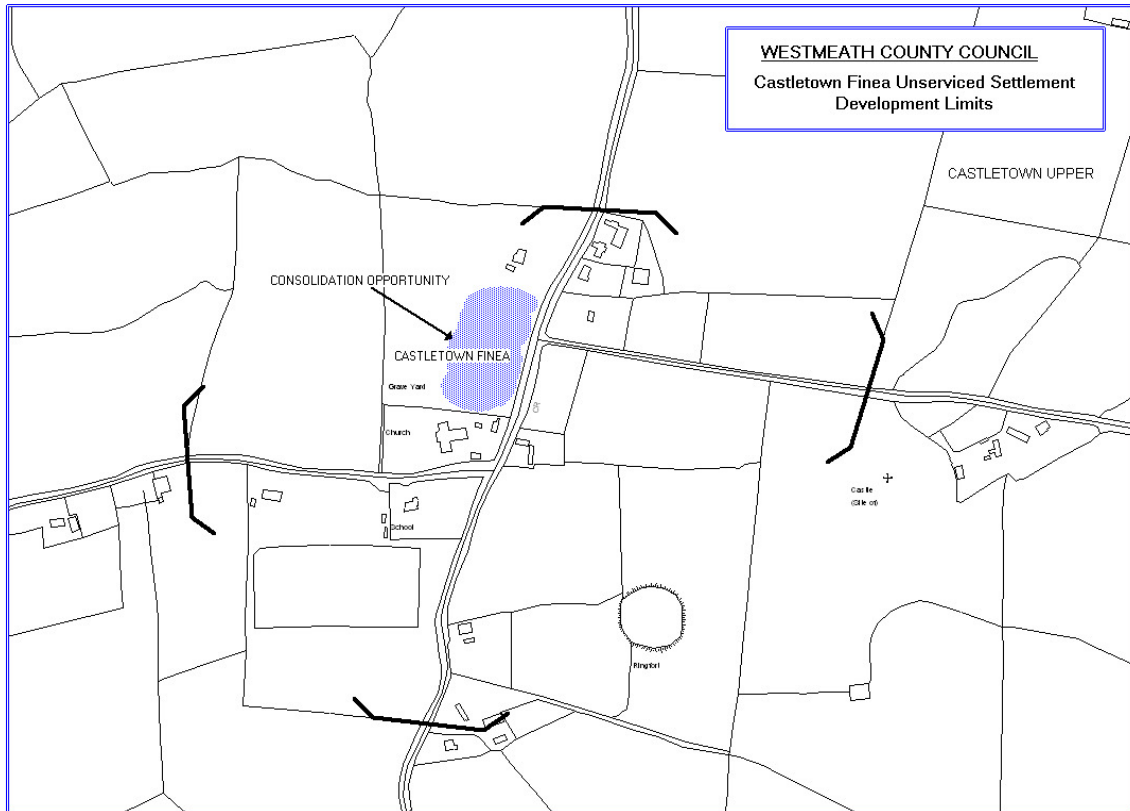 WESTMEATH COUNTY COUNCIL
Castletown Finea Unserviced Settlement
Development Limits
CASTLETOWN UPPER
CONSOLIDATION OPPORTUNITY
CASTLETOWN FINEA
Grave Yard
Church
School
Castle
(Site of)
Ringfort